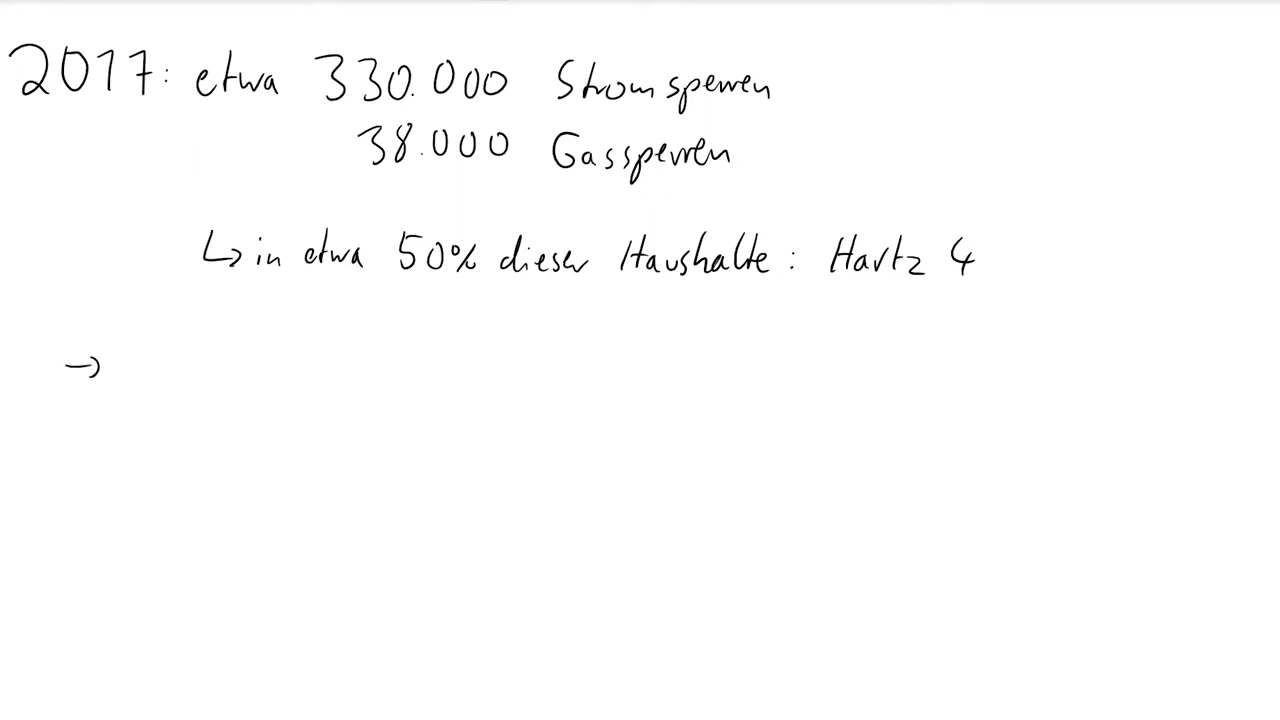 2017: etwa 330.000 Stromsperren
38.000 Gassperren
↳ in etwa 50% dieser Haushalte: Hartz 4
→